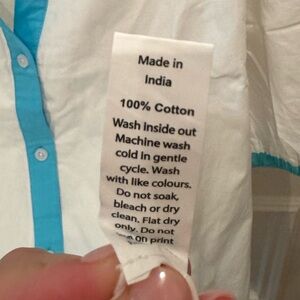 Made in
India
100% Cotton
Wash Inside out
Machine wash
cold in gentle
cycle. Wash
with like colours.
Do not soak,
bleach or dry
clean. Flat dry
only. Do not
on print